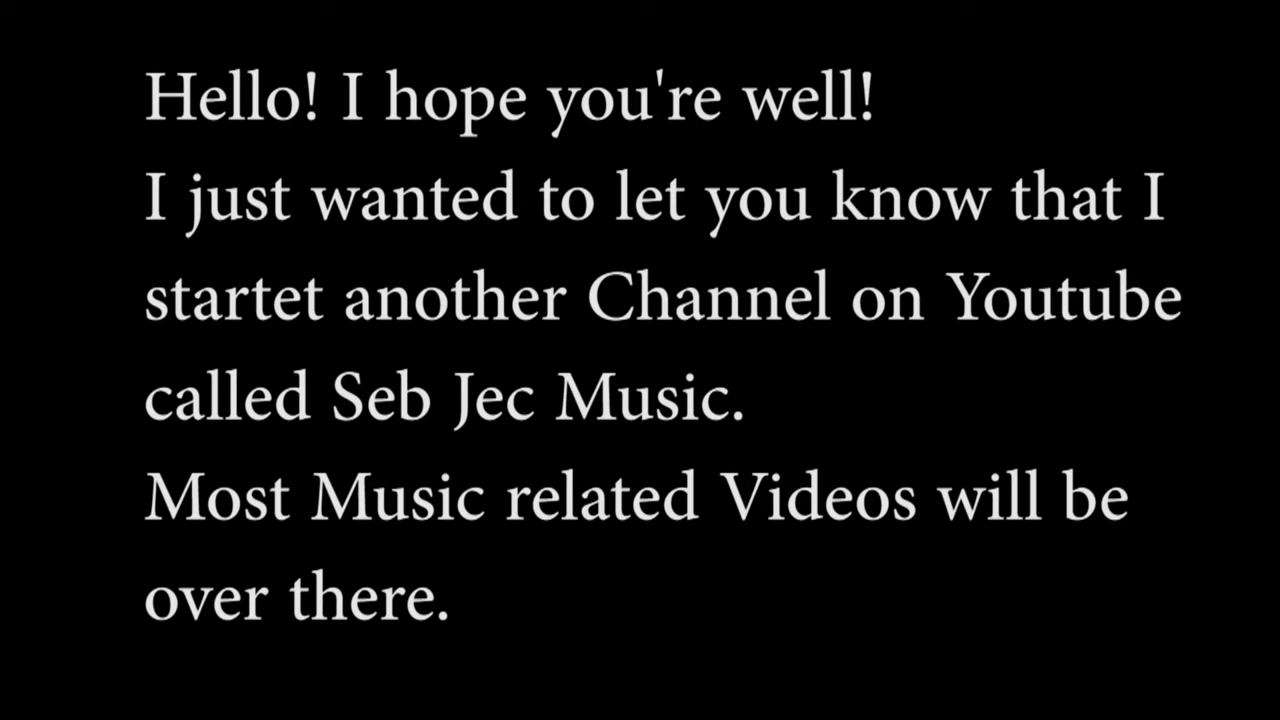 Hello! I hope you're well!
I just wanted to let you know that I
startet another Channel on Youtube
called Seb Jec Music.
Most Music related Videos will be
over there.